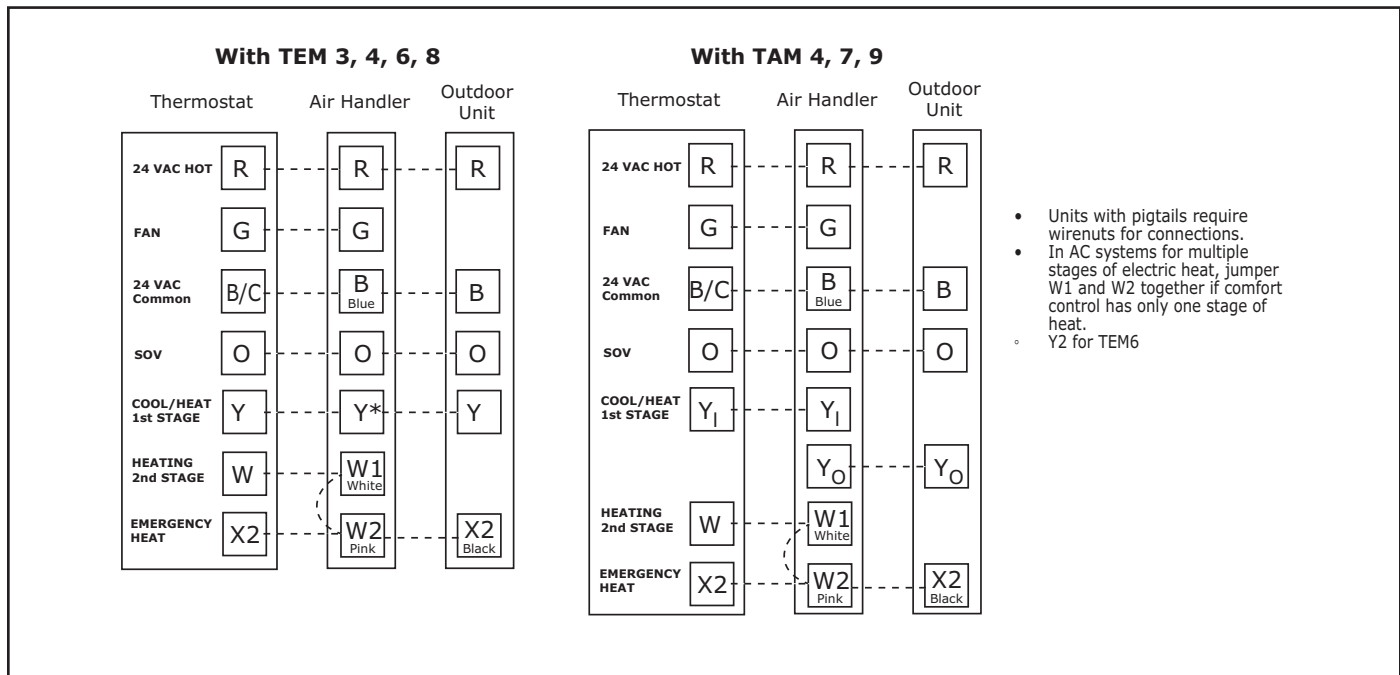 With TEM 3, 4, 6, 8
Thermostat
Air Handler
Outdoor
Unit
24 VAC HOT
R
R
R
FAN
G
G
24 VAC
Common
B/C
B
Blue
B
SOV
O
O
O
COOL/HEAT
1st STAGE
Y
Y*
Y
HEATING
2nd STAGE
W
W1
White
EMERGENCY
HEAT
X2
W2
Pink
X2
Black
With TAM 4, 7, 9
Thermostat
Air Handler
Outdoor
Unit
24 VAC HOT
R
R
R
FAN
G
G
24 VAC
Common
B/C
B
Blue
B
SOV
O
O
O
COOL/HEAT
1st STAGE
YI
YI
YO
YO
HEATING
2nd STAGE
W
W1
White
EMERGENCY
HEAT
X2
W2
Pink
X2
Black
• Units with pigtails require
wirenuts for connections.
• In AC systems for multiple
stages of electric heat, jumper
W1 and W2 together if comfort
control has only one stage of
heat.
◦ Y2 for TEM6